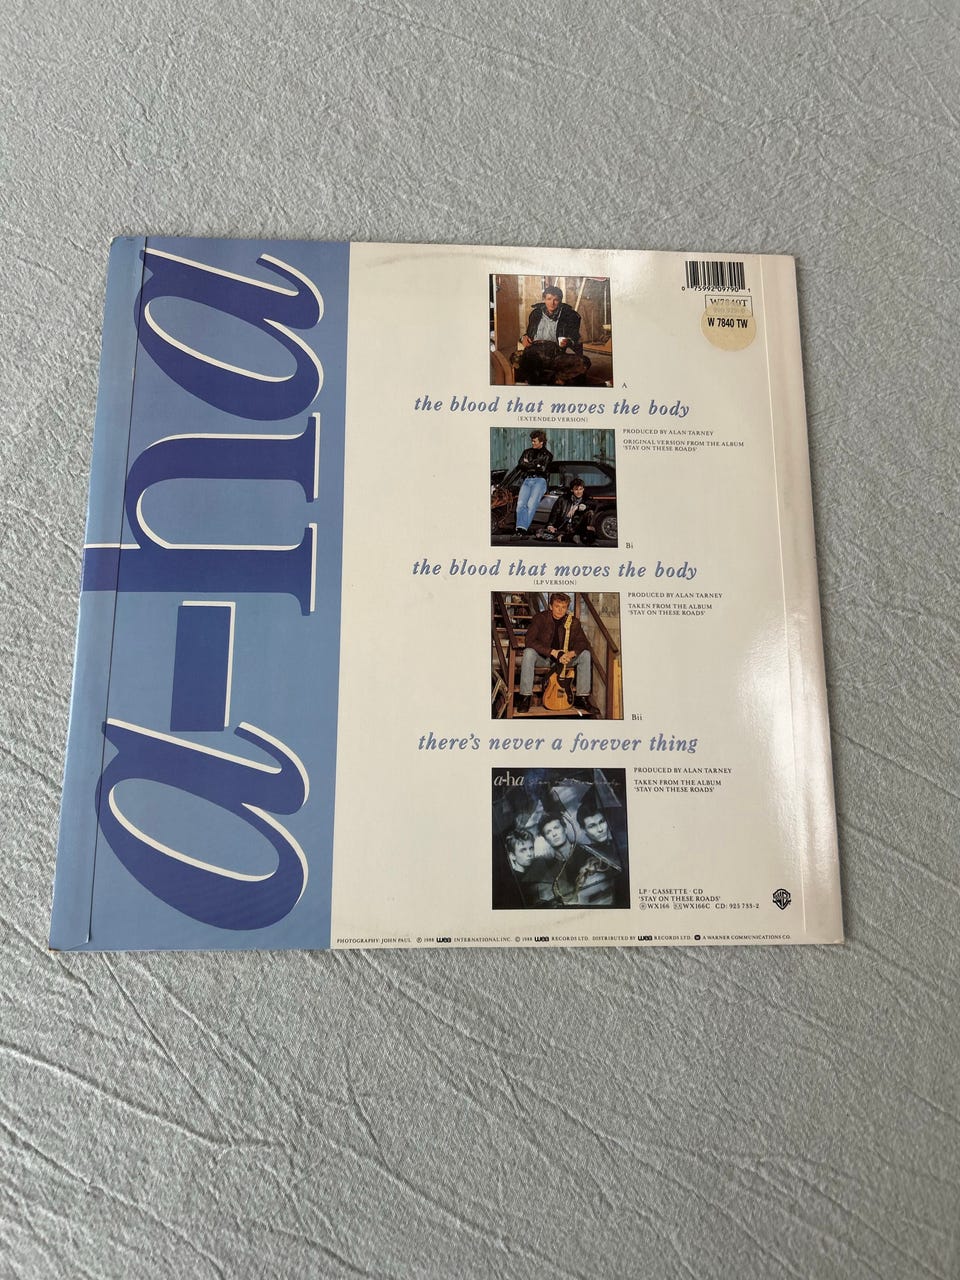 a-ha
0 75992 09790 1
W7840T
W 7840 TW
A
the blood that moves the body
(EXTENDED VERSION)
PRODUCED BY ALAN TARNEY
ORIGINAL VERSION FROM THE ALBUM
'STAY ON THESE ROADS'
Bi
the blood that moves the body
(LP VERSION)
PRODUCED BY ALAN TARNEY
TAKEN FROM THE ALBUM
'STAY ON THESE ROADS'
Bii
there's never a forever thing
PRODUCED BY ALAN TARNEY
TAKEN FROM THE ALBUM
'STAY ON THESE ROADS'
a-ha
LP · CASSETTE · CD
'STAY ON THESE ROADS'
WX166 WX166C CD: 925 733-2
PHOTOGRAPHY: JOHN PAUL ℗ 1988 wea INTERNATIONAL INC. © 1988 wea RECORDS LTD. DISTRIBUTED BY wea RECORDS LTD. A WARNER COMMUNICATIONS CO.